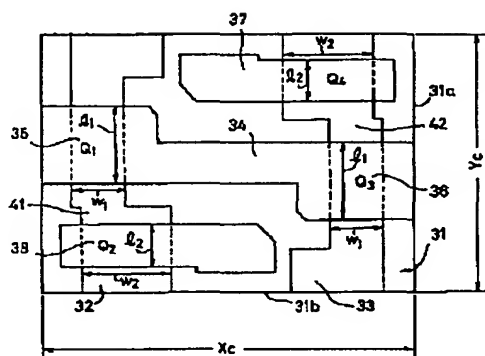 37
w₂
31a
l₂
Q₄
35
l₁
Q₁
34
42
l₁
Q₃
36
Yc
w₁
41
w₁
38
Q₂
l₂
31
w₂
32
31b
33
Xc